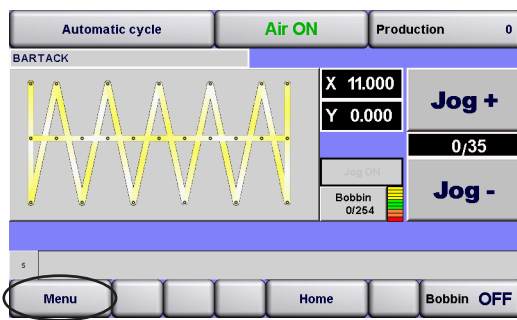 Automatic cycle Air ON Production 0
BARTACK
X 11.000
Y 0.000
Jog +
0/35
Jog ON
Jog -
Bobbin
0/254
s
Menu Home Bobbin OFF